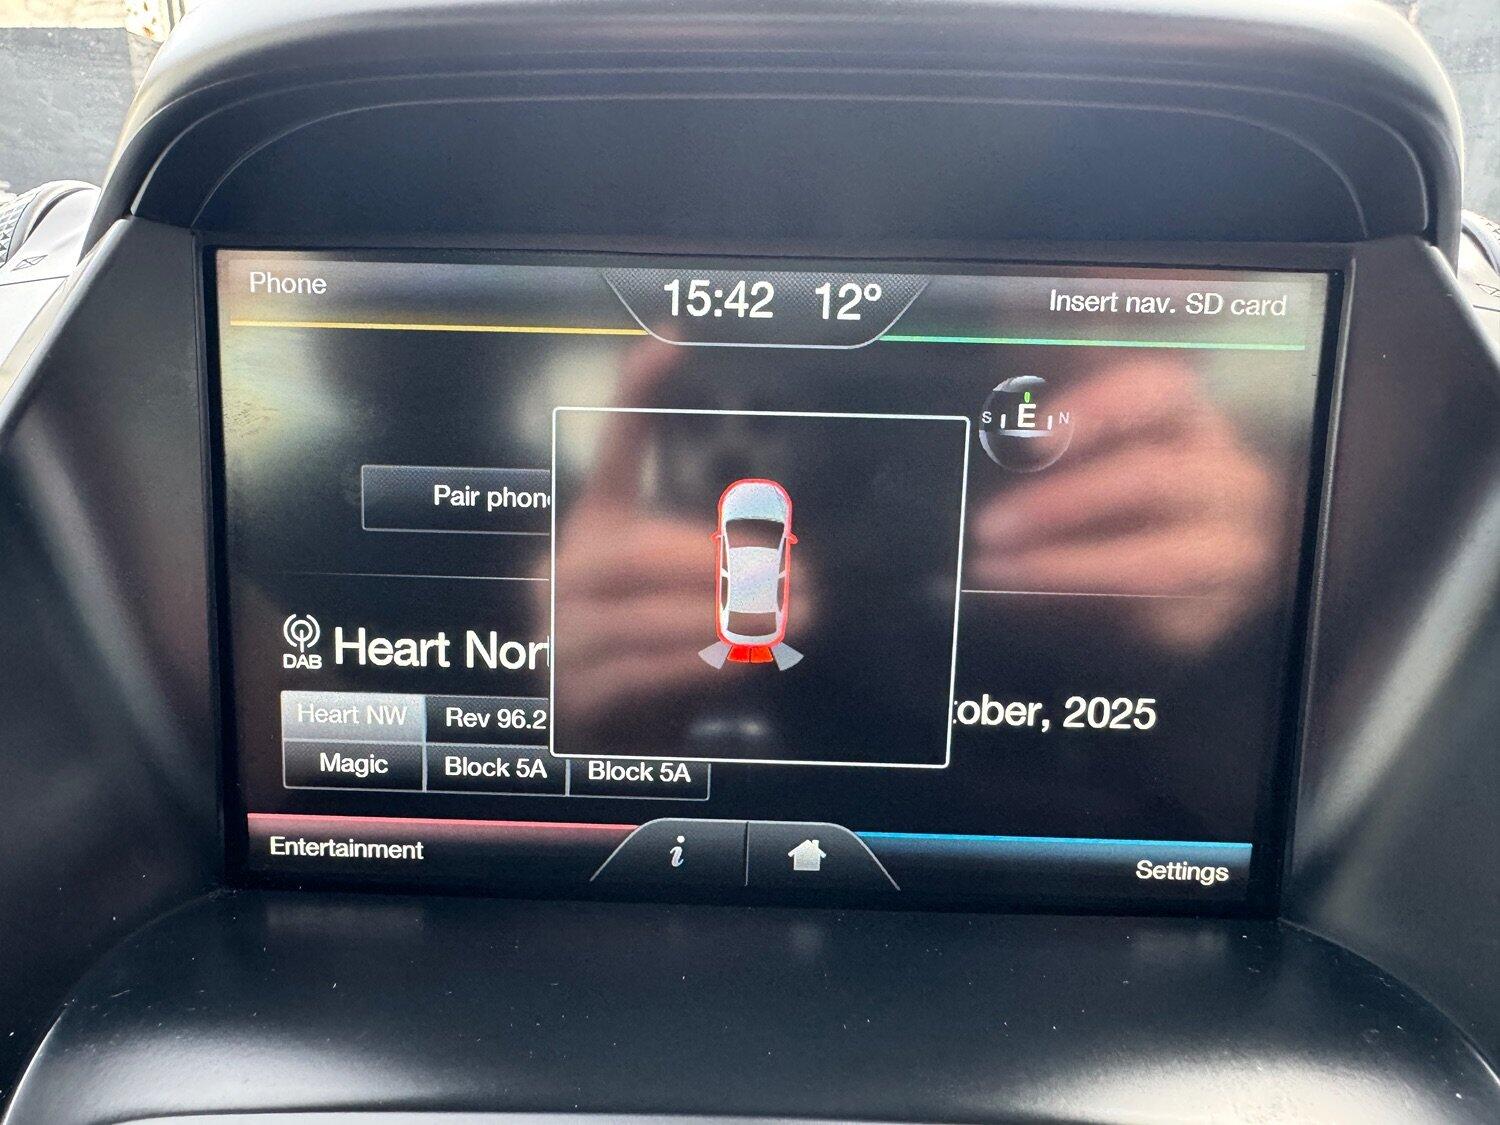 Phone
15:42 12°
Insert nav. SD card
S E N
Pair phon
DAB
Heart Nor
Heart NW
Rev 96.2
Magic
Block 5A
Block 5A
ober, 2025
Entertainment
i
Settings